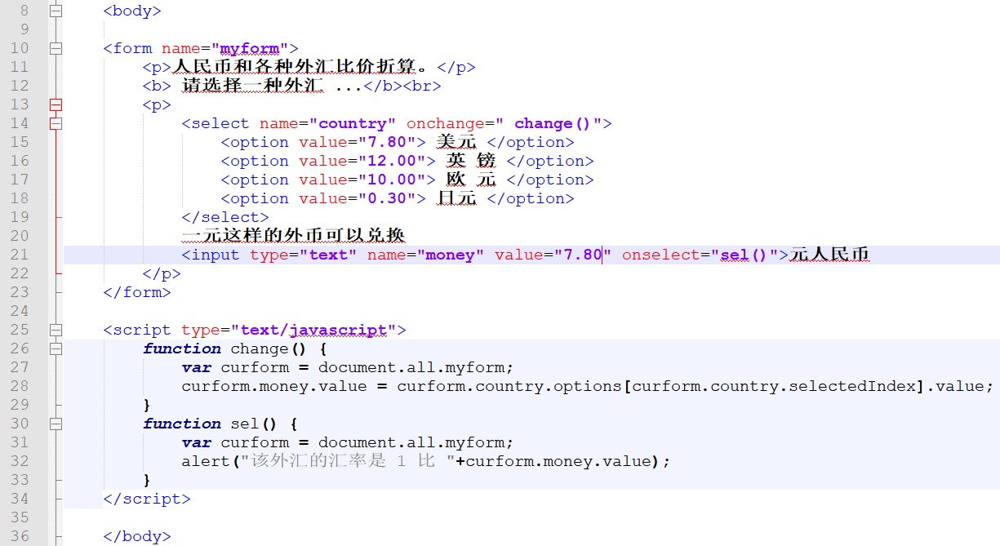 8 <body>
9
10 <form name="myform">
11 <p>人民币和各种外汇比价折算。</p>
12 <b> 请选择一种外汇 ...</b><br>
13 <p>
14 <select name="country" onchange=" change()">
15 <option value="7.80"> 美元 </option>
16 <option value="12.00"> 英 镑 </option>
17 <option value="10.00"> 欧 元 </option>
18 <option value="0.30"> 日元 </option>
19 </select>
20 一元这样的外币可以兑换
21 <input type="text" name="money" value="7.80" onselect="sel()">元人民币
22 </p>
23 </form>
24
25 <script type="text/javascript">
26 function change() {
27 var curform = document.all.myform;
28 curform.money.value = curform.country.options[curform.country.selectedIndex].value;
29 }
30 function sel() {
31 var curform = document.all.myform;
32 alert("该外汇的汇率是 1 比 "+curform.money.value);
33 }
34 </script>
35
36 </body>